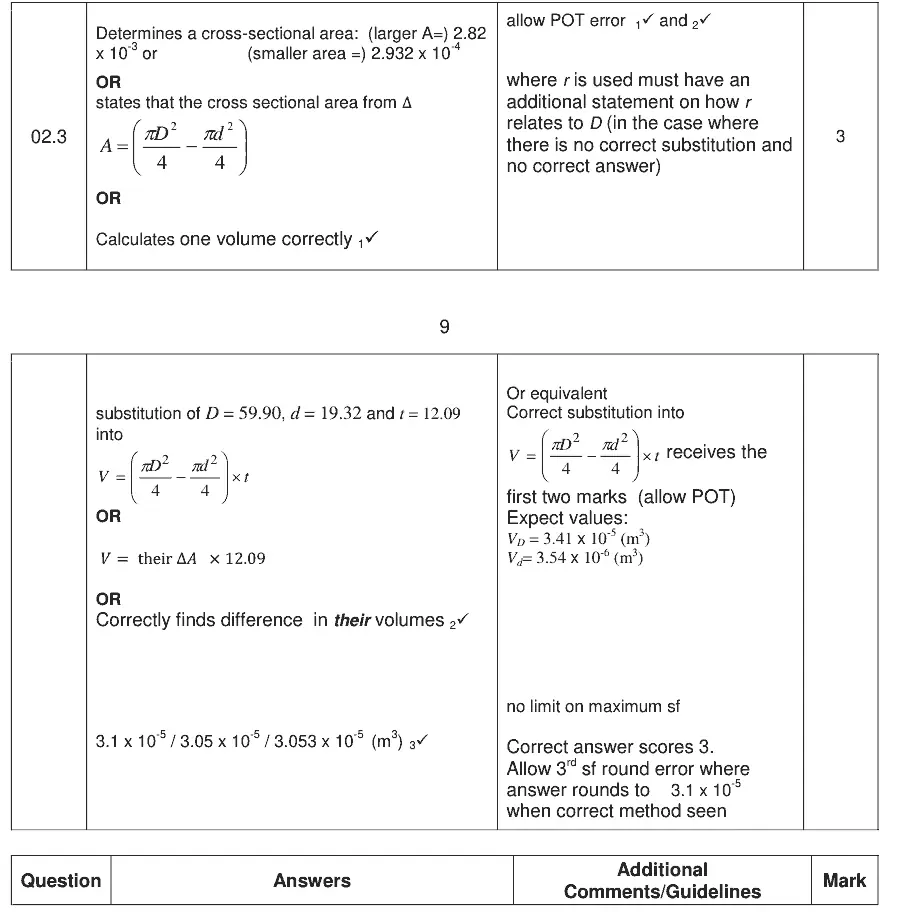 Determines a cross-sectional area: (larger A=) 2.82
x 10⁻³ or (smaller area =) 2.932 x 10⁻⁴
OR
states that the cross sectional area from Δ
A = (πD²/4 − πd²/4)
OR
Calculates one volume correctly ₁✓
02.3
allow POT error ₁✓ and ₂✓
where r is used must have an
additional statement on how r
relates to D (in the case where
there is no correct substitution and
no correct answer)
3
9
substitution of D = 59.90, d = 19.32 and t = 12.09
into
V = (πD²/4 − πd²/4) × t
OR
V = their ΔA × 12.09
OR
Correctly finds difference in their volumes ₂✓
3.1 x 10⁻⁵ / 3.05 x 10⁻⁵ / 3.053 x 10⁻⁵ (m³) ₃✓
Or equivalent
Correct substitution into
V = (πD²/4 − πd²/4) × t receives the
first two marks (allow POT)
Expect values:
V_D = 3.41 x 10⁻⁵ (m³)
V_d= 3.54 x 10⁻⁶ (m³)
no limit on maximum sf
Correct answer scores 3.
Allow 3ʳᵈ sf round error where
answer rounds to 3.1 x 10⁻⁵
when correct method seen
Question
Answers
Additional
Comments/Guidelines
Mark